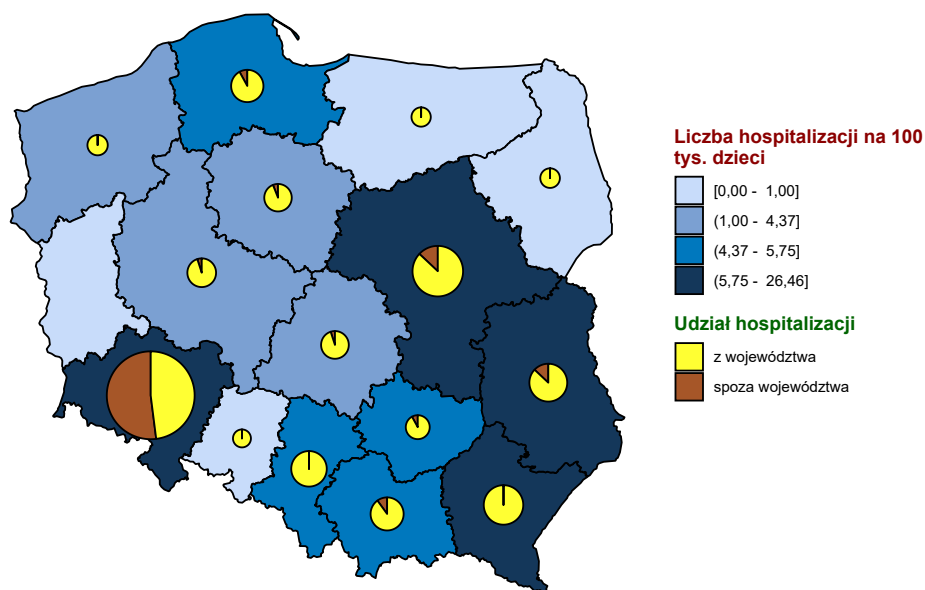 Liczba hospitalizacji na 100
tys. dzieci
[0,00 - 1,00]
(1,00 - 4,37]
(4,37 - 5,75]
(5,75 - 26,46]
Udział hospitalizacji
z województwa
spoza województwa